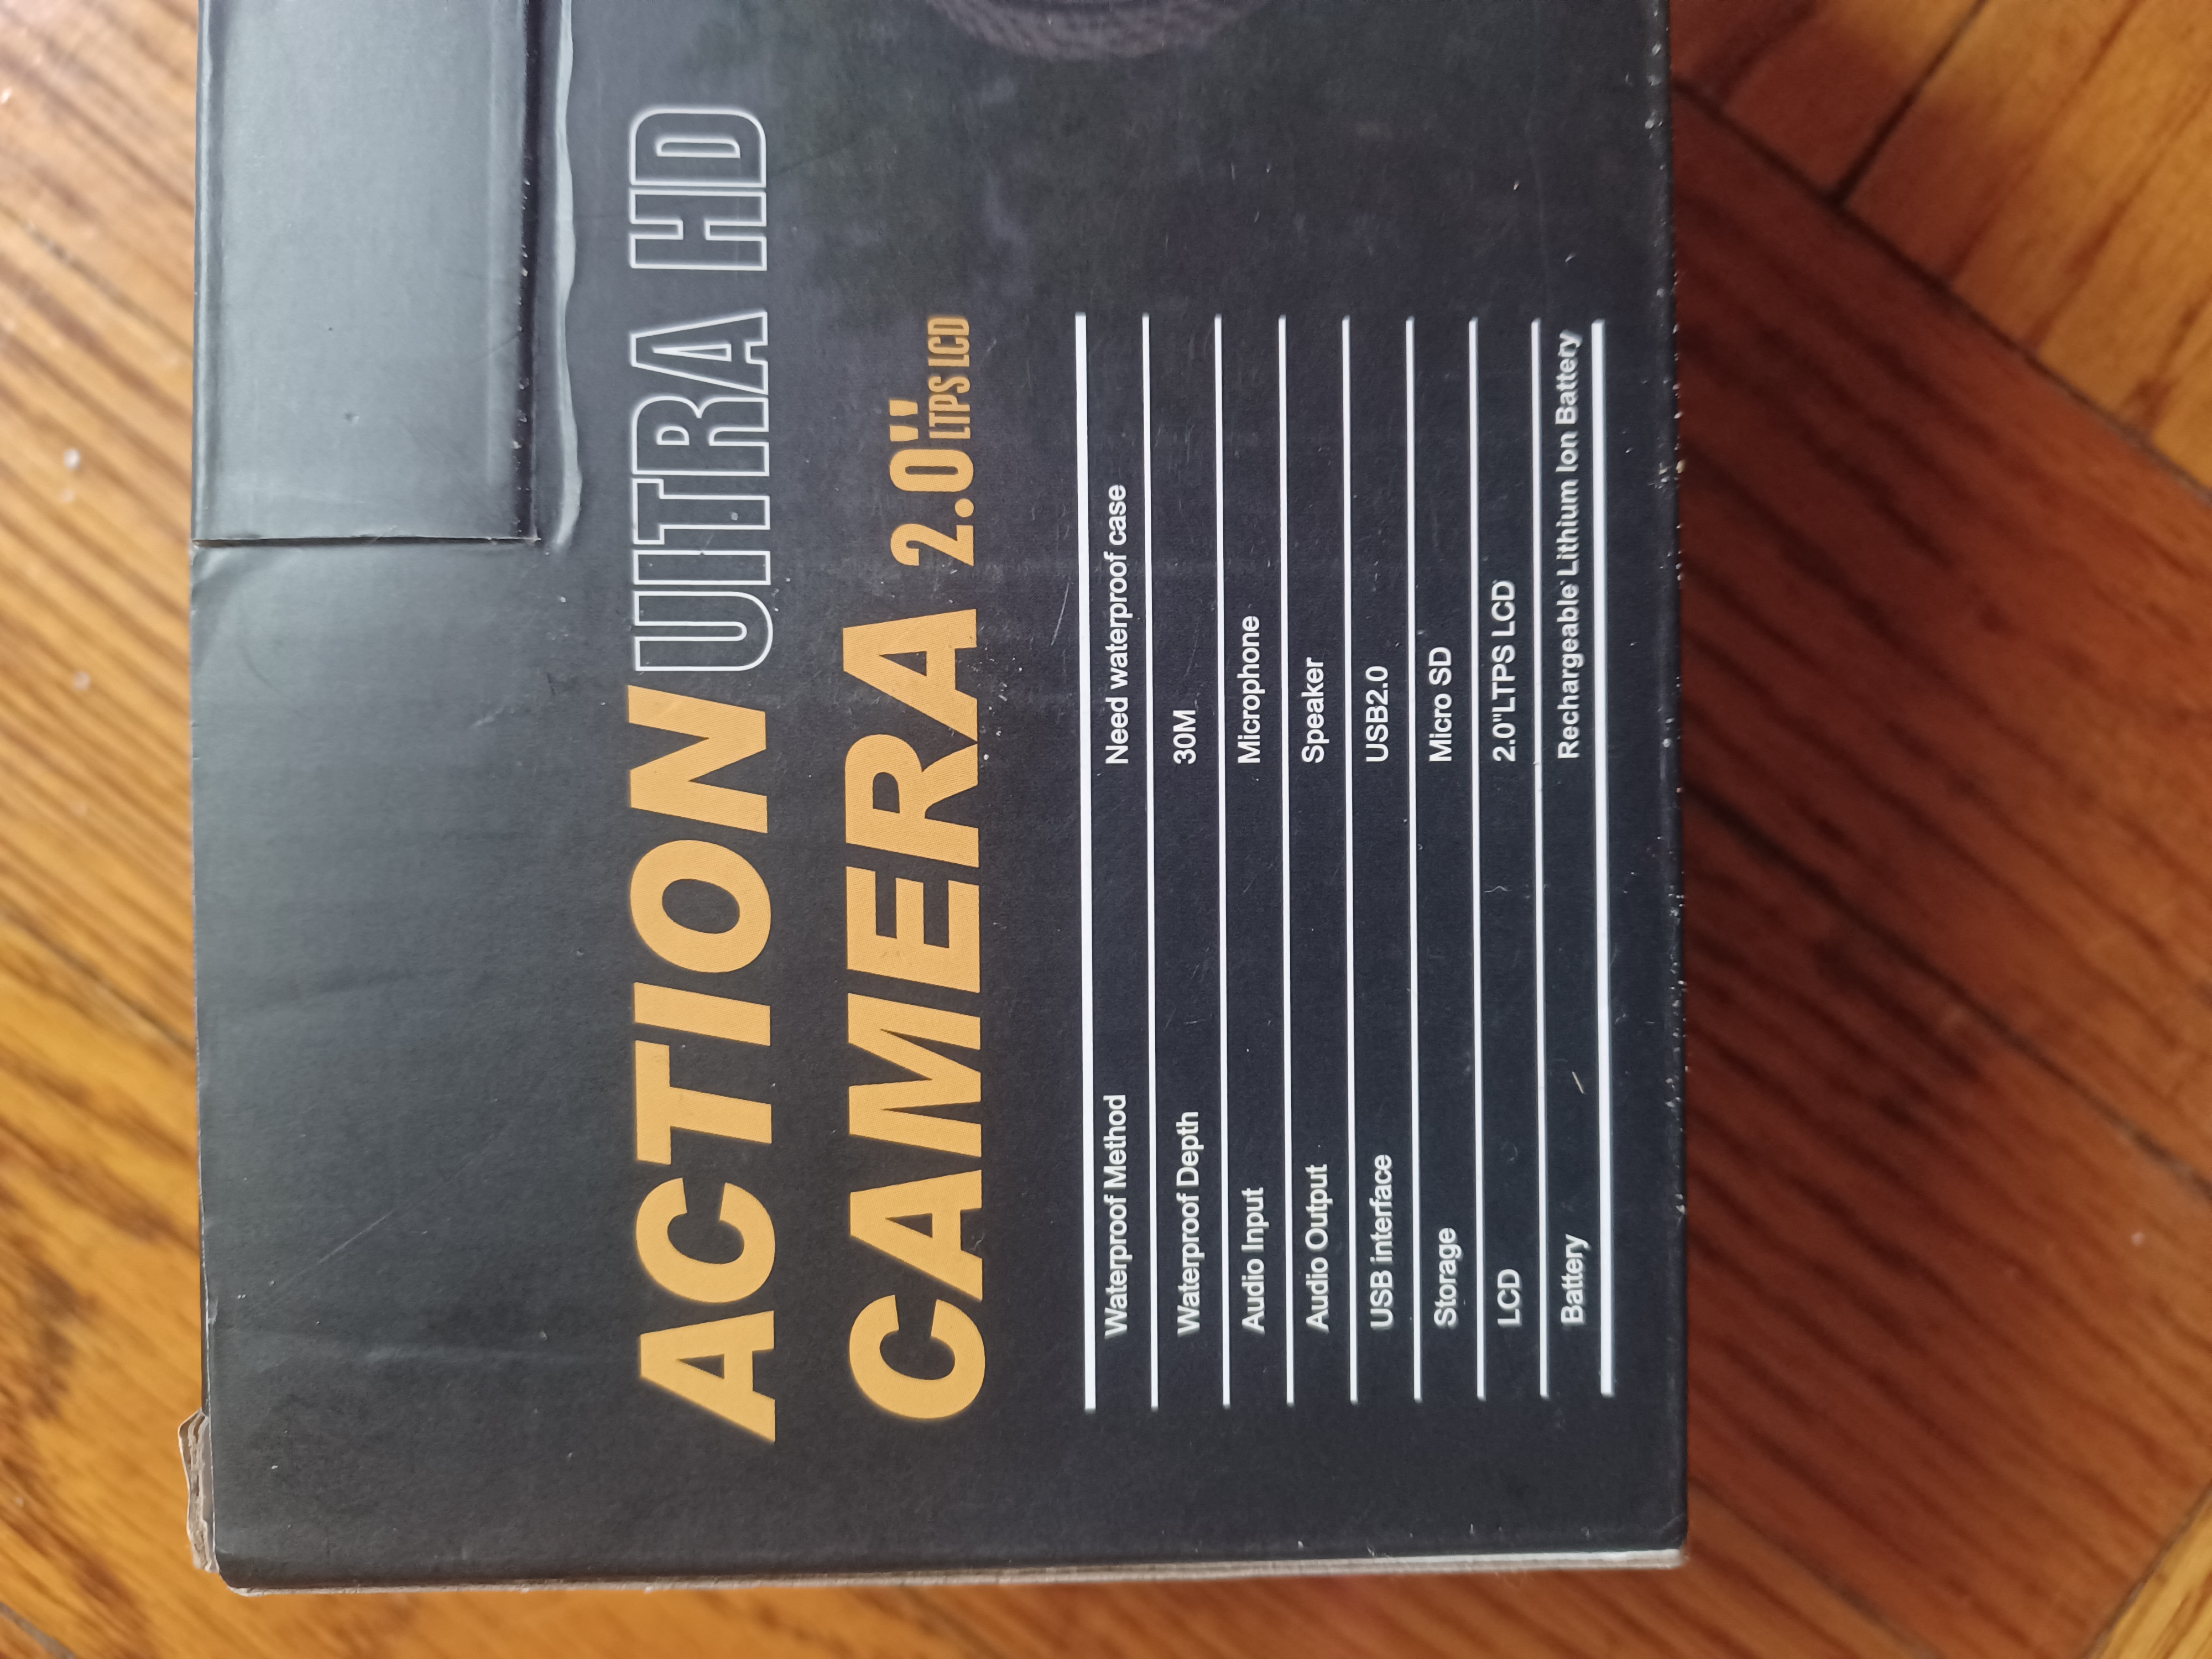 ACTION UITRA HD
CAMERA 2.0" LTPS LCD
Waterproof Method Need waterproof case
Waterproof Depth 30M
Audio Input Microphone
Audio Output Speaker
USB interface USB2.0
Storage Micro SD
LCD 2.0"LTPS LCD
Battery Rechargeable Lithium Ion Battery